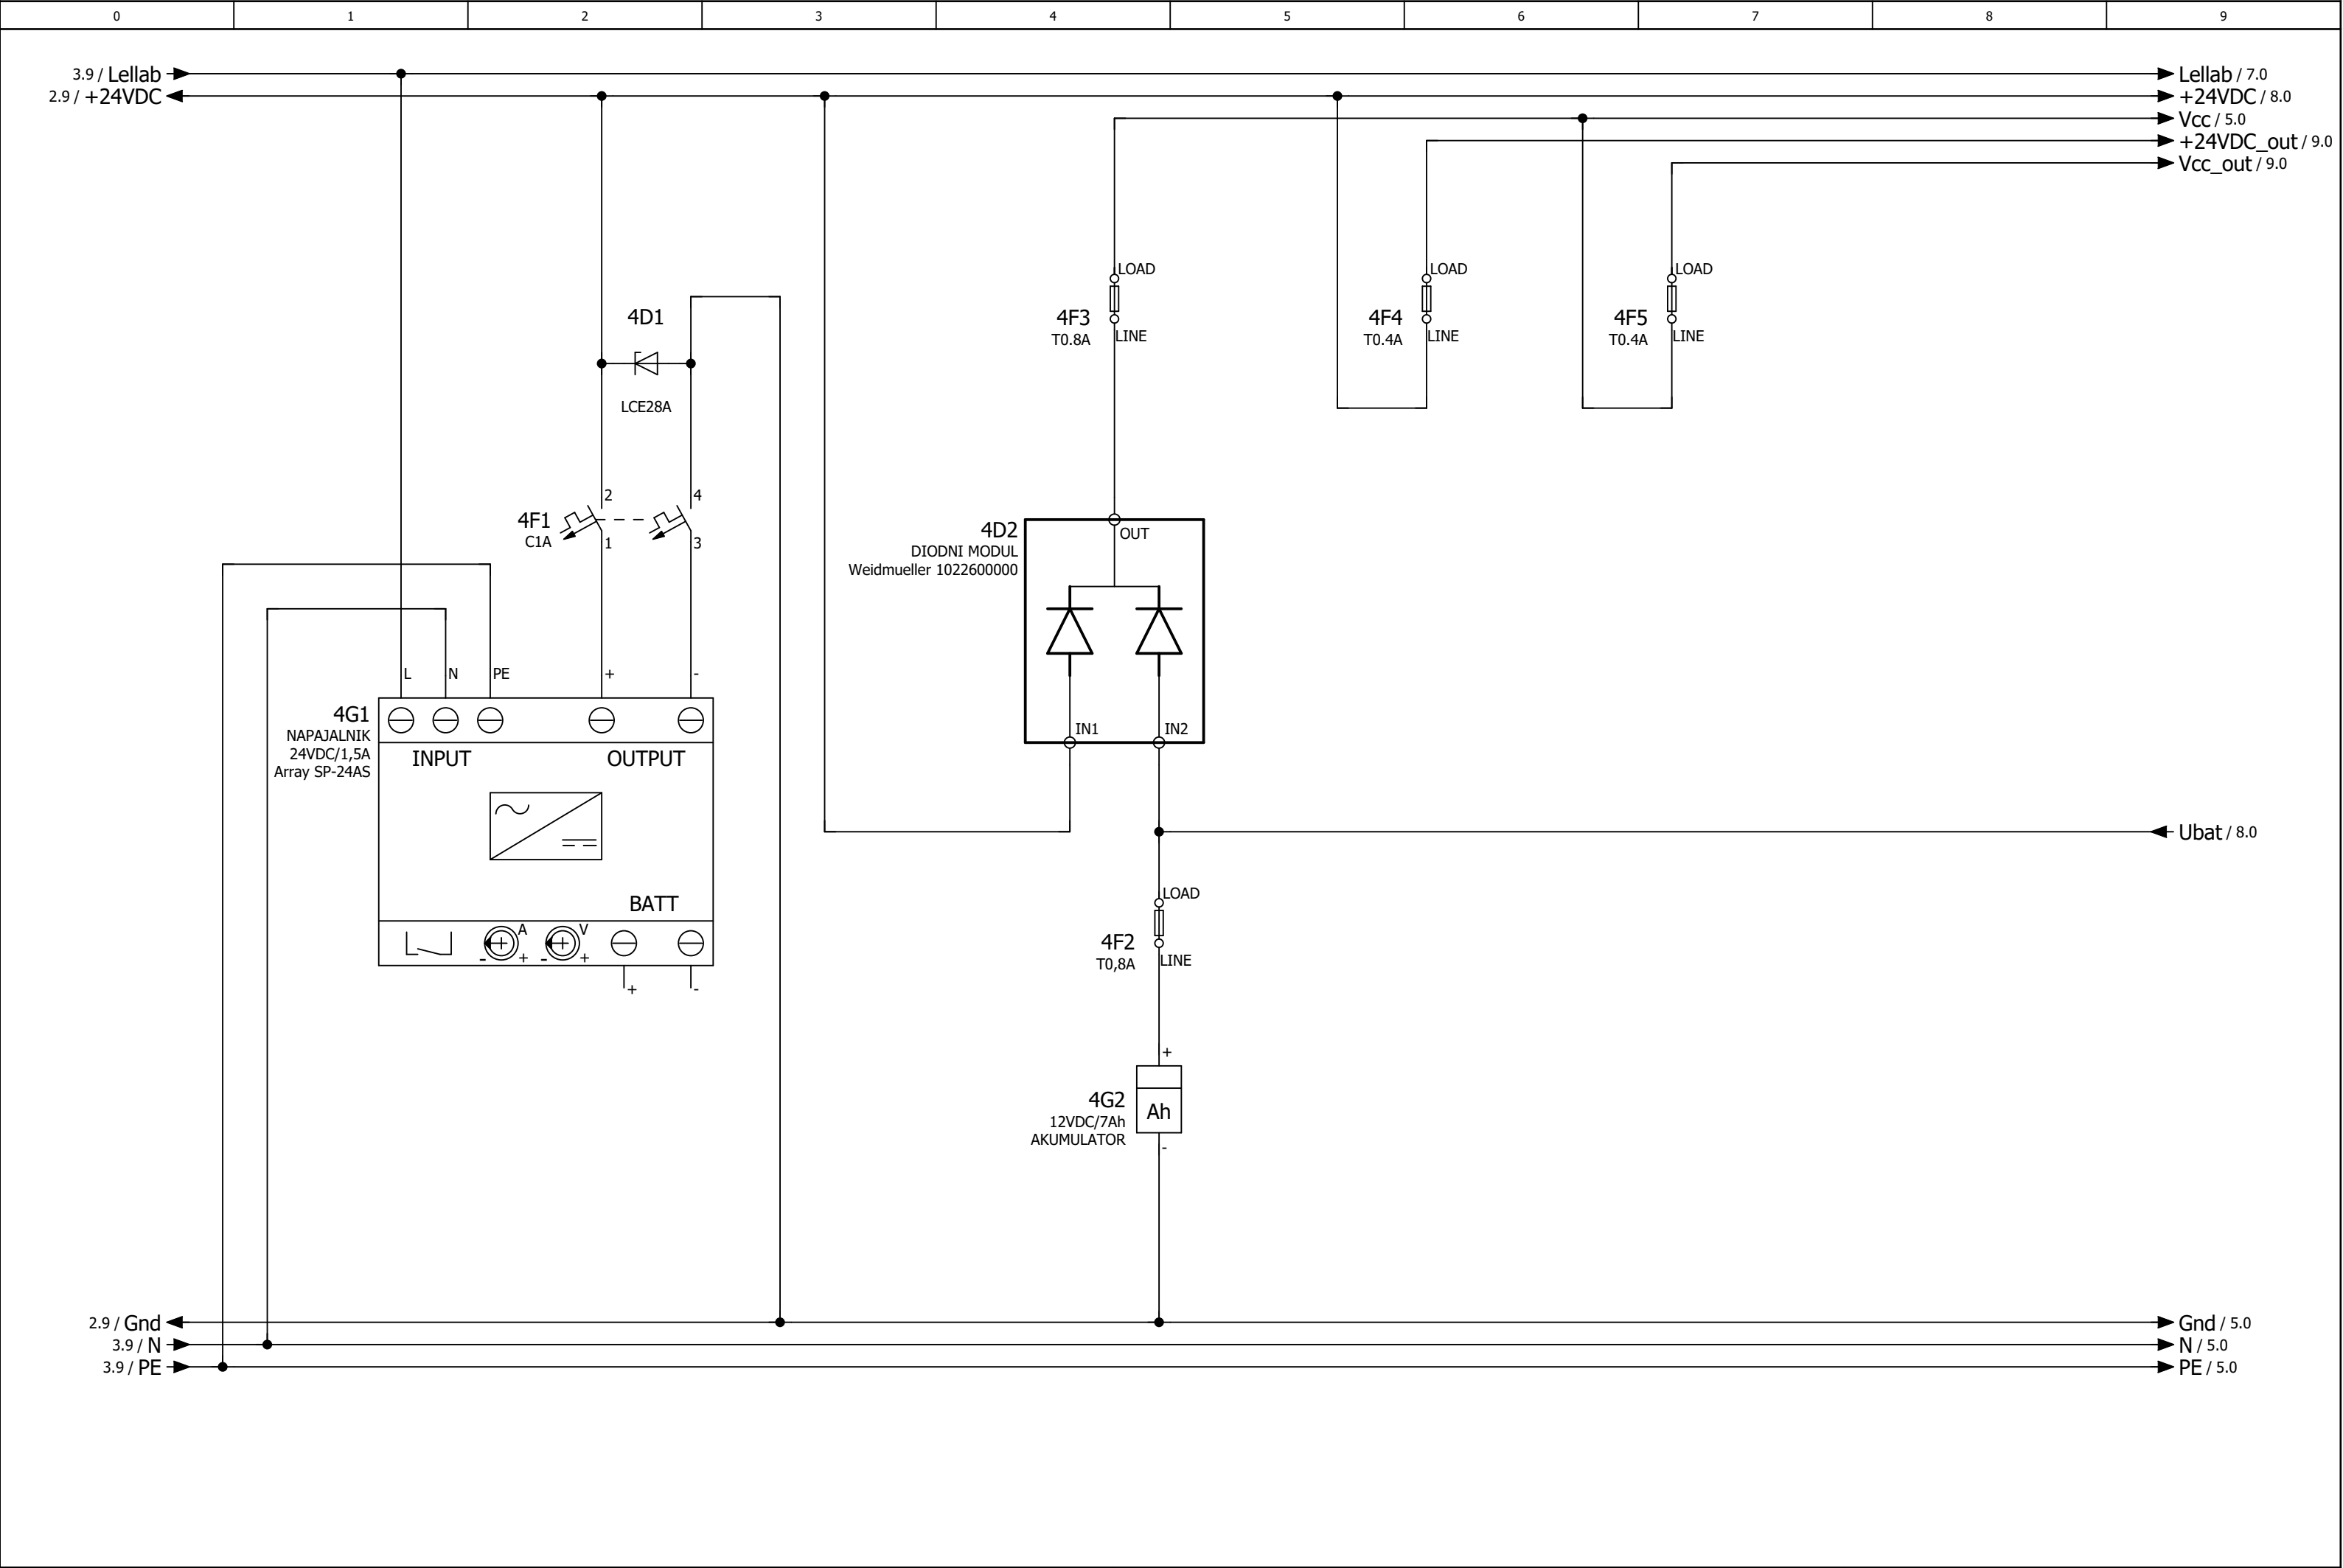 0 1 2 3 4 5 6 7 8 9
3.9 / Lellab
2.9 / +24VDC
Lellab / 7.0
+24VDC / 8.0
Vcc / 5.0
+24VDC_out / 9.0
Vcc_out / 9.0
4D1
LCE28A
4F1
C1A
2
1
4
3
L
N
PE
+
-
4G1
NAPAJALNIK
24VDC/1,5A
Array SP-24AS
INPUT
OUTPUT
BATT
A
- +
V
- +
+
-
LOAD
4F3
T0.8A
LINE
LOAD
4F4
T0.4A
LINE
LOAD
4F5
T0.4A
LINE
4D2
DIODNI MODUL
Weidmueller 1022600000
OUT
IN1
IN2
Ubat / 8.0
LOAD
4F2
T0,8A
LINE
+
4G2
12VDC/7Ah
AKUMULATOR
Ah
-
2.9 / Gnd
3.9 / N
3.9 / PE
Gnd / 5.0
N / 5.0
PE / 5.0